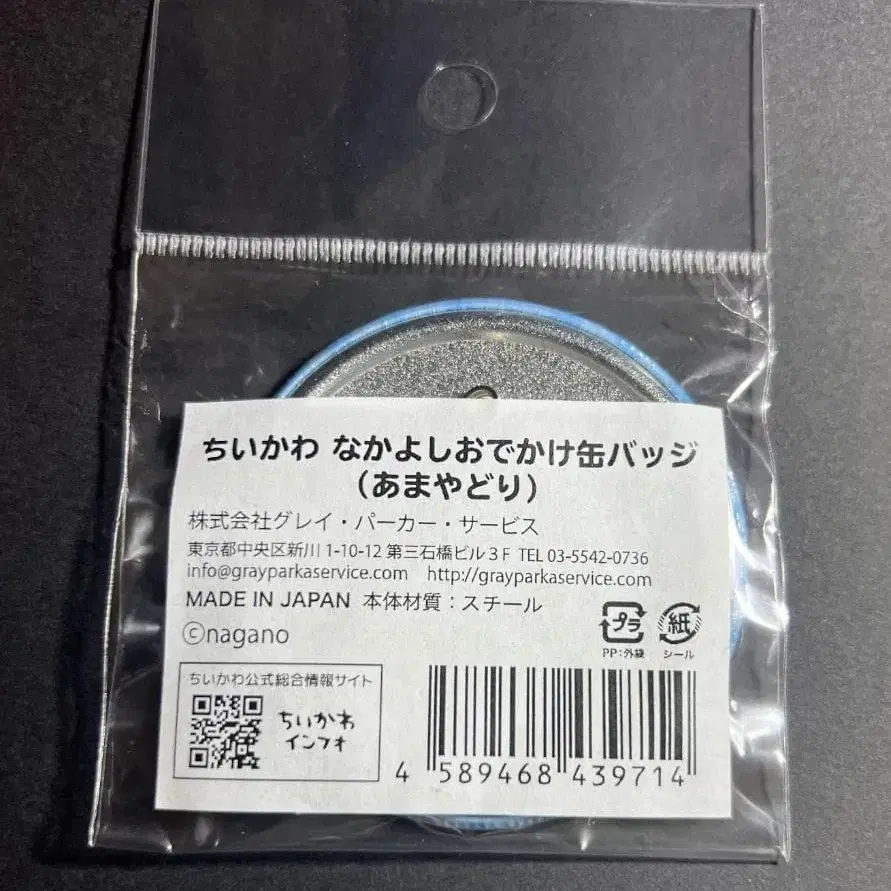 ちいかわ なかよしおでかけ缶バッジ
（あまやどり）
株式会社グレイ・パーカー・サービス
東京都中央区新川 1-10-12 第三石橋ビル３F TEL 03-5542-0736
info@grayparkaservice.com http://grayparkaservice.com
MADE IN JAPAN 本体材質：スチール
ⓒnagano
プラ
PP：外袋
紙
シール
ちいかわ公式総合情報サイト
ちいかわ
インフォ
4 589468 439714